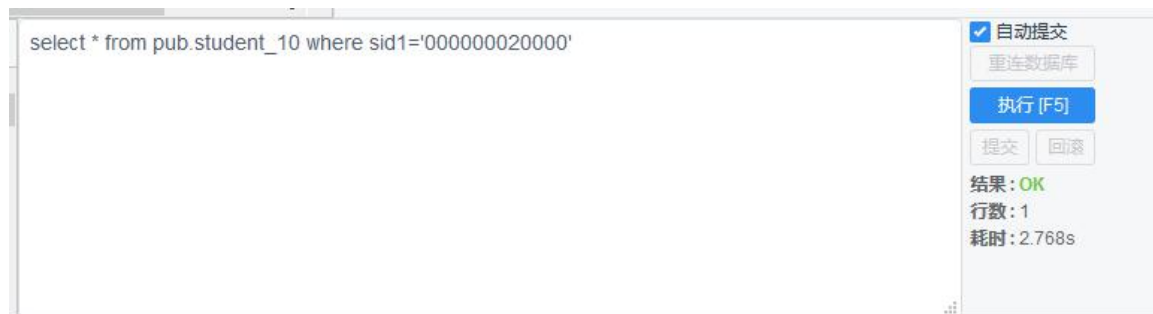 select * from pub.student_10 where sid1='000000020000'
自动提交
重连数据库
执行 [F5]
提交 回滚
结果: OK
行数: 1
耗时: 2.768s